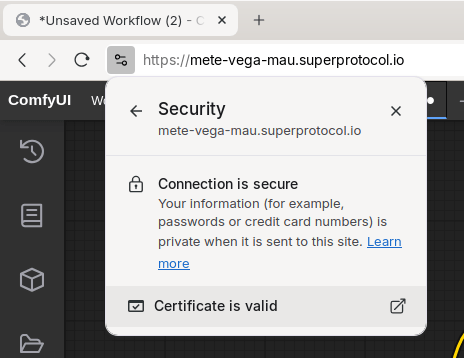 *Unsaved Workflow (2) - C
https://mete-vega-mau.superprotocol.io
ComfyUI
Wo
Security
mete-vega-mau.superprotocol.io
Connection is secure
Your information (for example,
passwords or credit card numbers) is
private when it is sent to this site. Learn
more
Certificate is valid